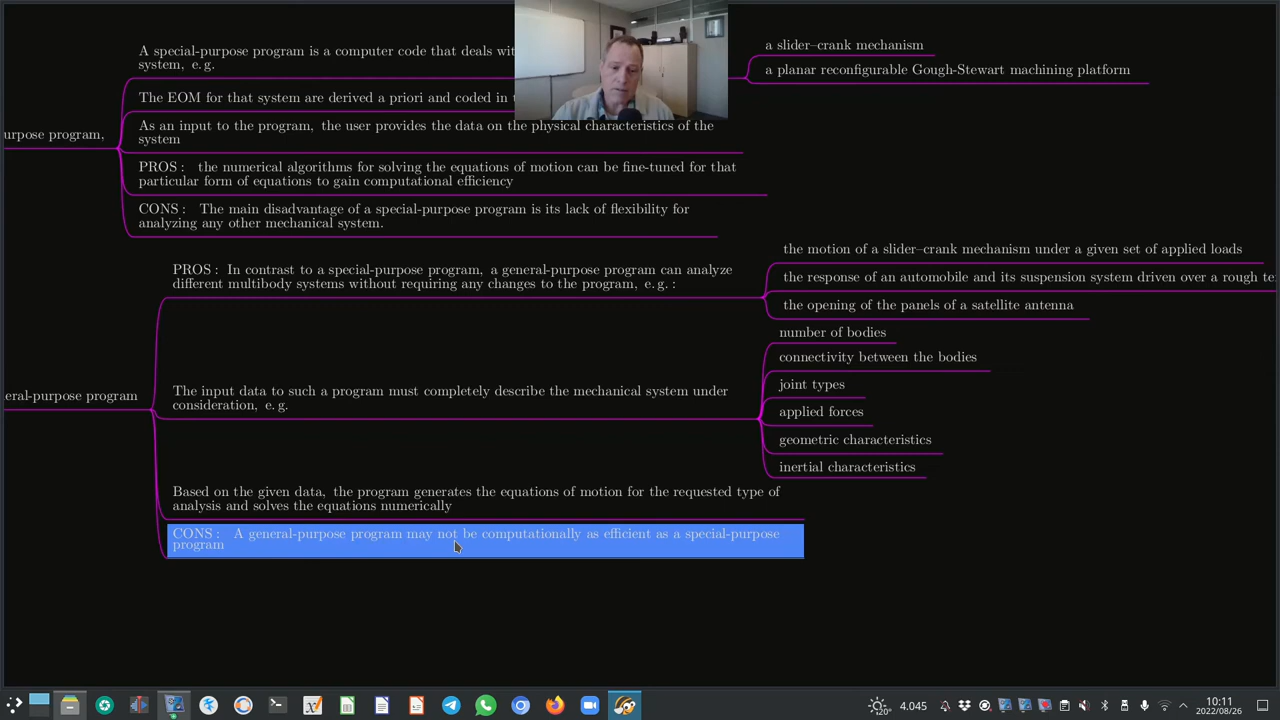 A special-purpose program is a computer code that deals
system, e.g.
a slider–crank mechanism
a planar reconfigurable Gough-Stewart machining platform
The EOM for that system are derived a priori and coded in
urpose program,
As an input to the program, the user provides the data on the physical characteristics of the
system
PROS : the numerical algorithms for solving the equations of motion can be fine-tuned for that
particular form of equations to gain computational efficiency
CONS : The main disadvantage of a special-purpose program is its lack of flexibility for
analyzing any other mechanical system.
eral-purpose program
PROS : In contrast to a special-purpose program, a general-purpose program can analyze
different multibody systems without requiring any changes to the program, e.g. :
the motion of a slider–crank mechanism under a given set of applied loads
the response of an automobile and its suspension system driven over a rough te
the opening of the panels of a satellite antenna
The input data to such a program must completely describe the mechanical system under
consideration, e.g.
number of bodies
connectivity between the bodies
joint types
applied forces
geometric characteristics
inertial characteristics
Based on the given data, the program generates the equations of motion for the requested type of
analysis and solves the equations numerically
CONS : A general-purpose program may not be computationally as efficient as a special-purpose
program
120°
4.045
10:11
2022/08/26